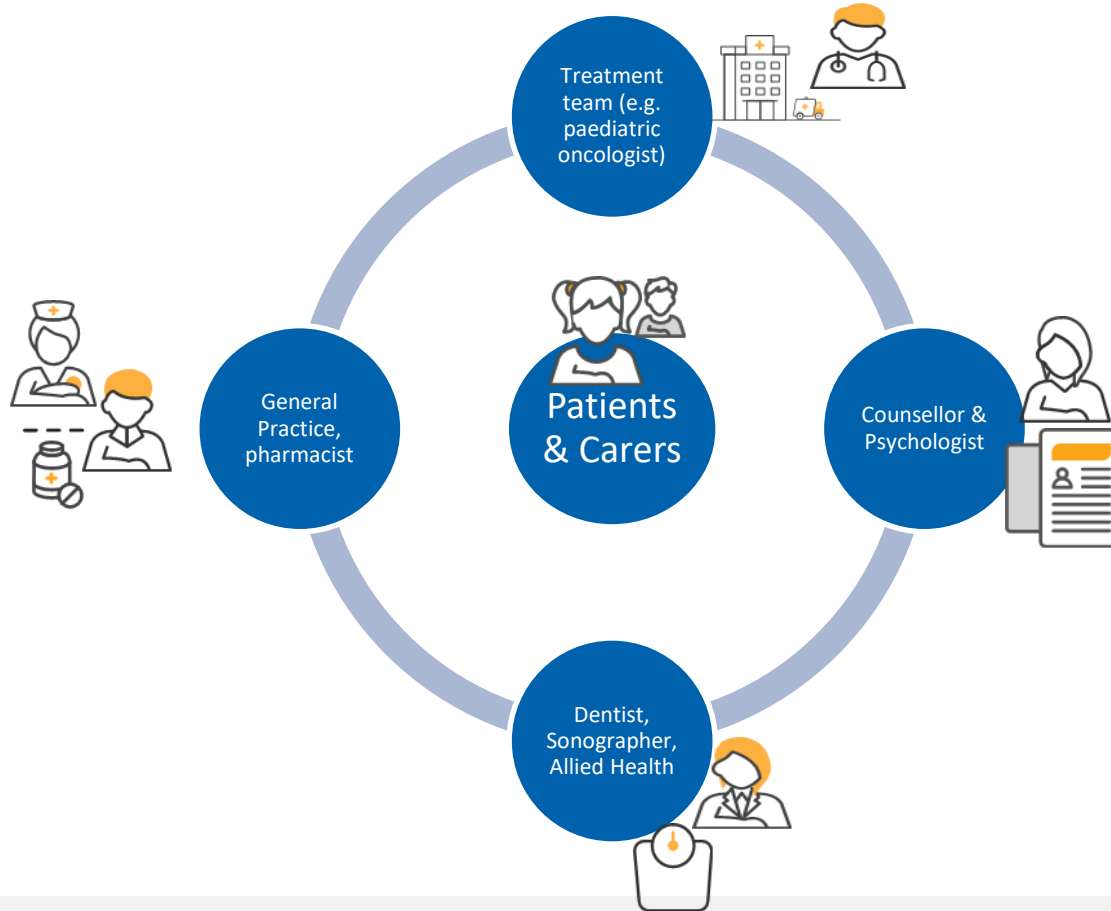 Treatment
team (e.g.
paediatric
oncologist)
General
Practice,
pharmacist
Patients
& Carers
Counsellor &
Psychologist
Dentist,
Sonographer,
Allied Health